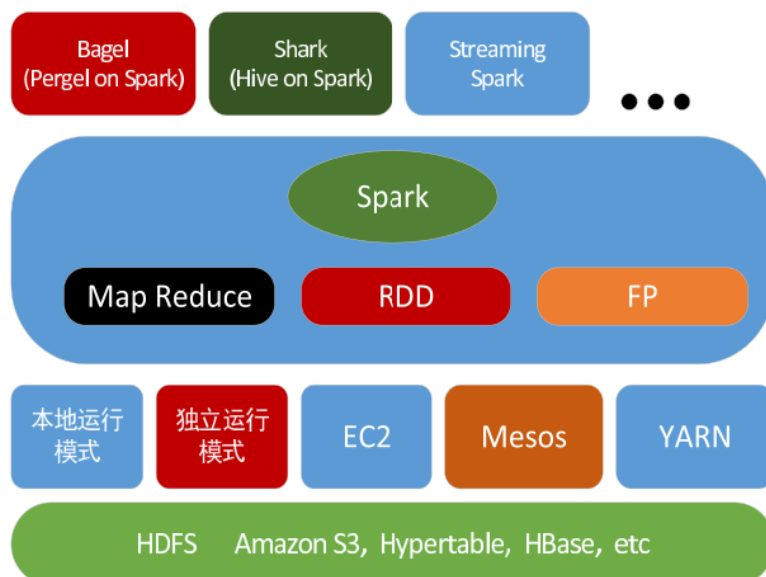 Bagel
(Pergel on Spark)
Shark
(Hive on Spark)
Streaming
Spark
Spark
Map Reduce
RDD
FP
本地运行
模式
独立运行
模式
EC2
Mesos
YARN
HDFS Amazon S3, Hypertable, HBase, etc